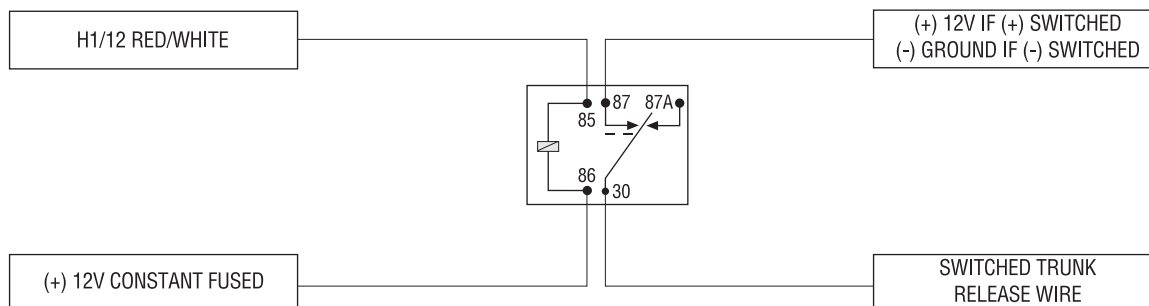 H1/12 RED/WHITE
(+) 12V IF (+) SWITCHED
(-) GROUND IF (-) SWITCHED
87 87A
85
86
30
(+) 12V CONSTANT FUSED
SWITCHED TRUNK
RELEASE WIRE